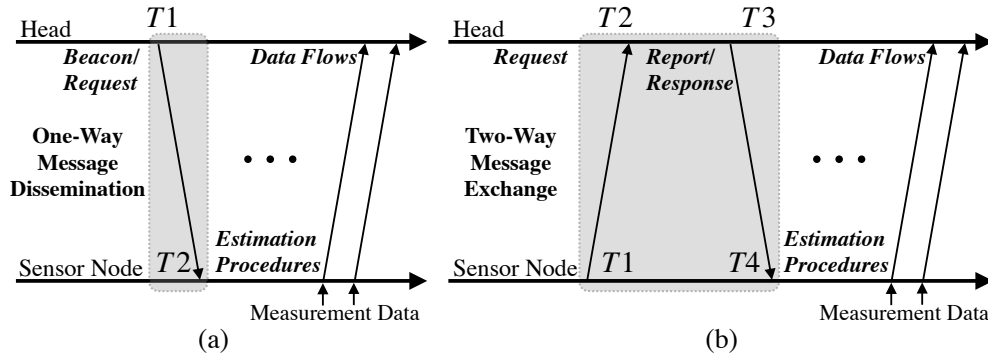 Head
T1
Beacon/
Request
Data Flows
One-Way
Message
Dissemination
• • •
Estimation
Procedures
Sensor Node
T2
Measurement Data
(a)
Head
T2
T3
Request
Report/
Response
Data Flows
Two-Way
Message
Exchange
• • •
Estimation
Procedures
Sensor Node
T1
T4
Measurement Data
(b)